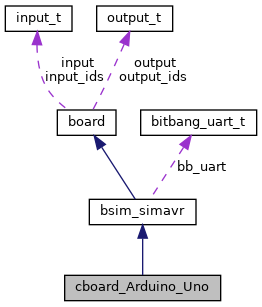 input_t
output_t
input
input_ids
output
output_ids
board
bitbang_uart_t
bb_uart
bsim_simavr
cboard_Arduino_Uno